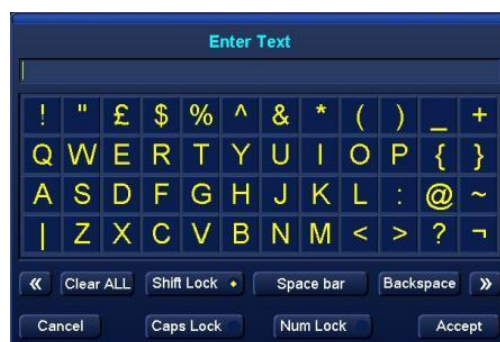 Enter Text
! " £ $ % ^ & * ( ) _ +
Q W E R T Y U I O P { }
A S D F G H J K L : @ ~
| Z X C V B N M < > ? ¬
« Clear ALL Shift Lock Space bar Backspace »
Cancel Caps Lock Num Lock Accept